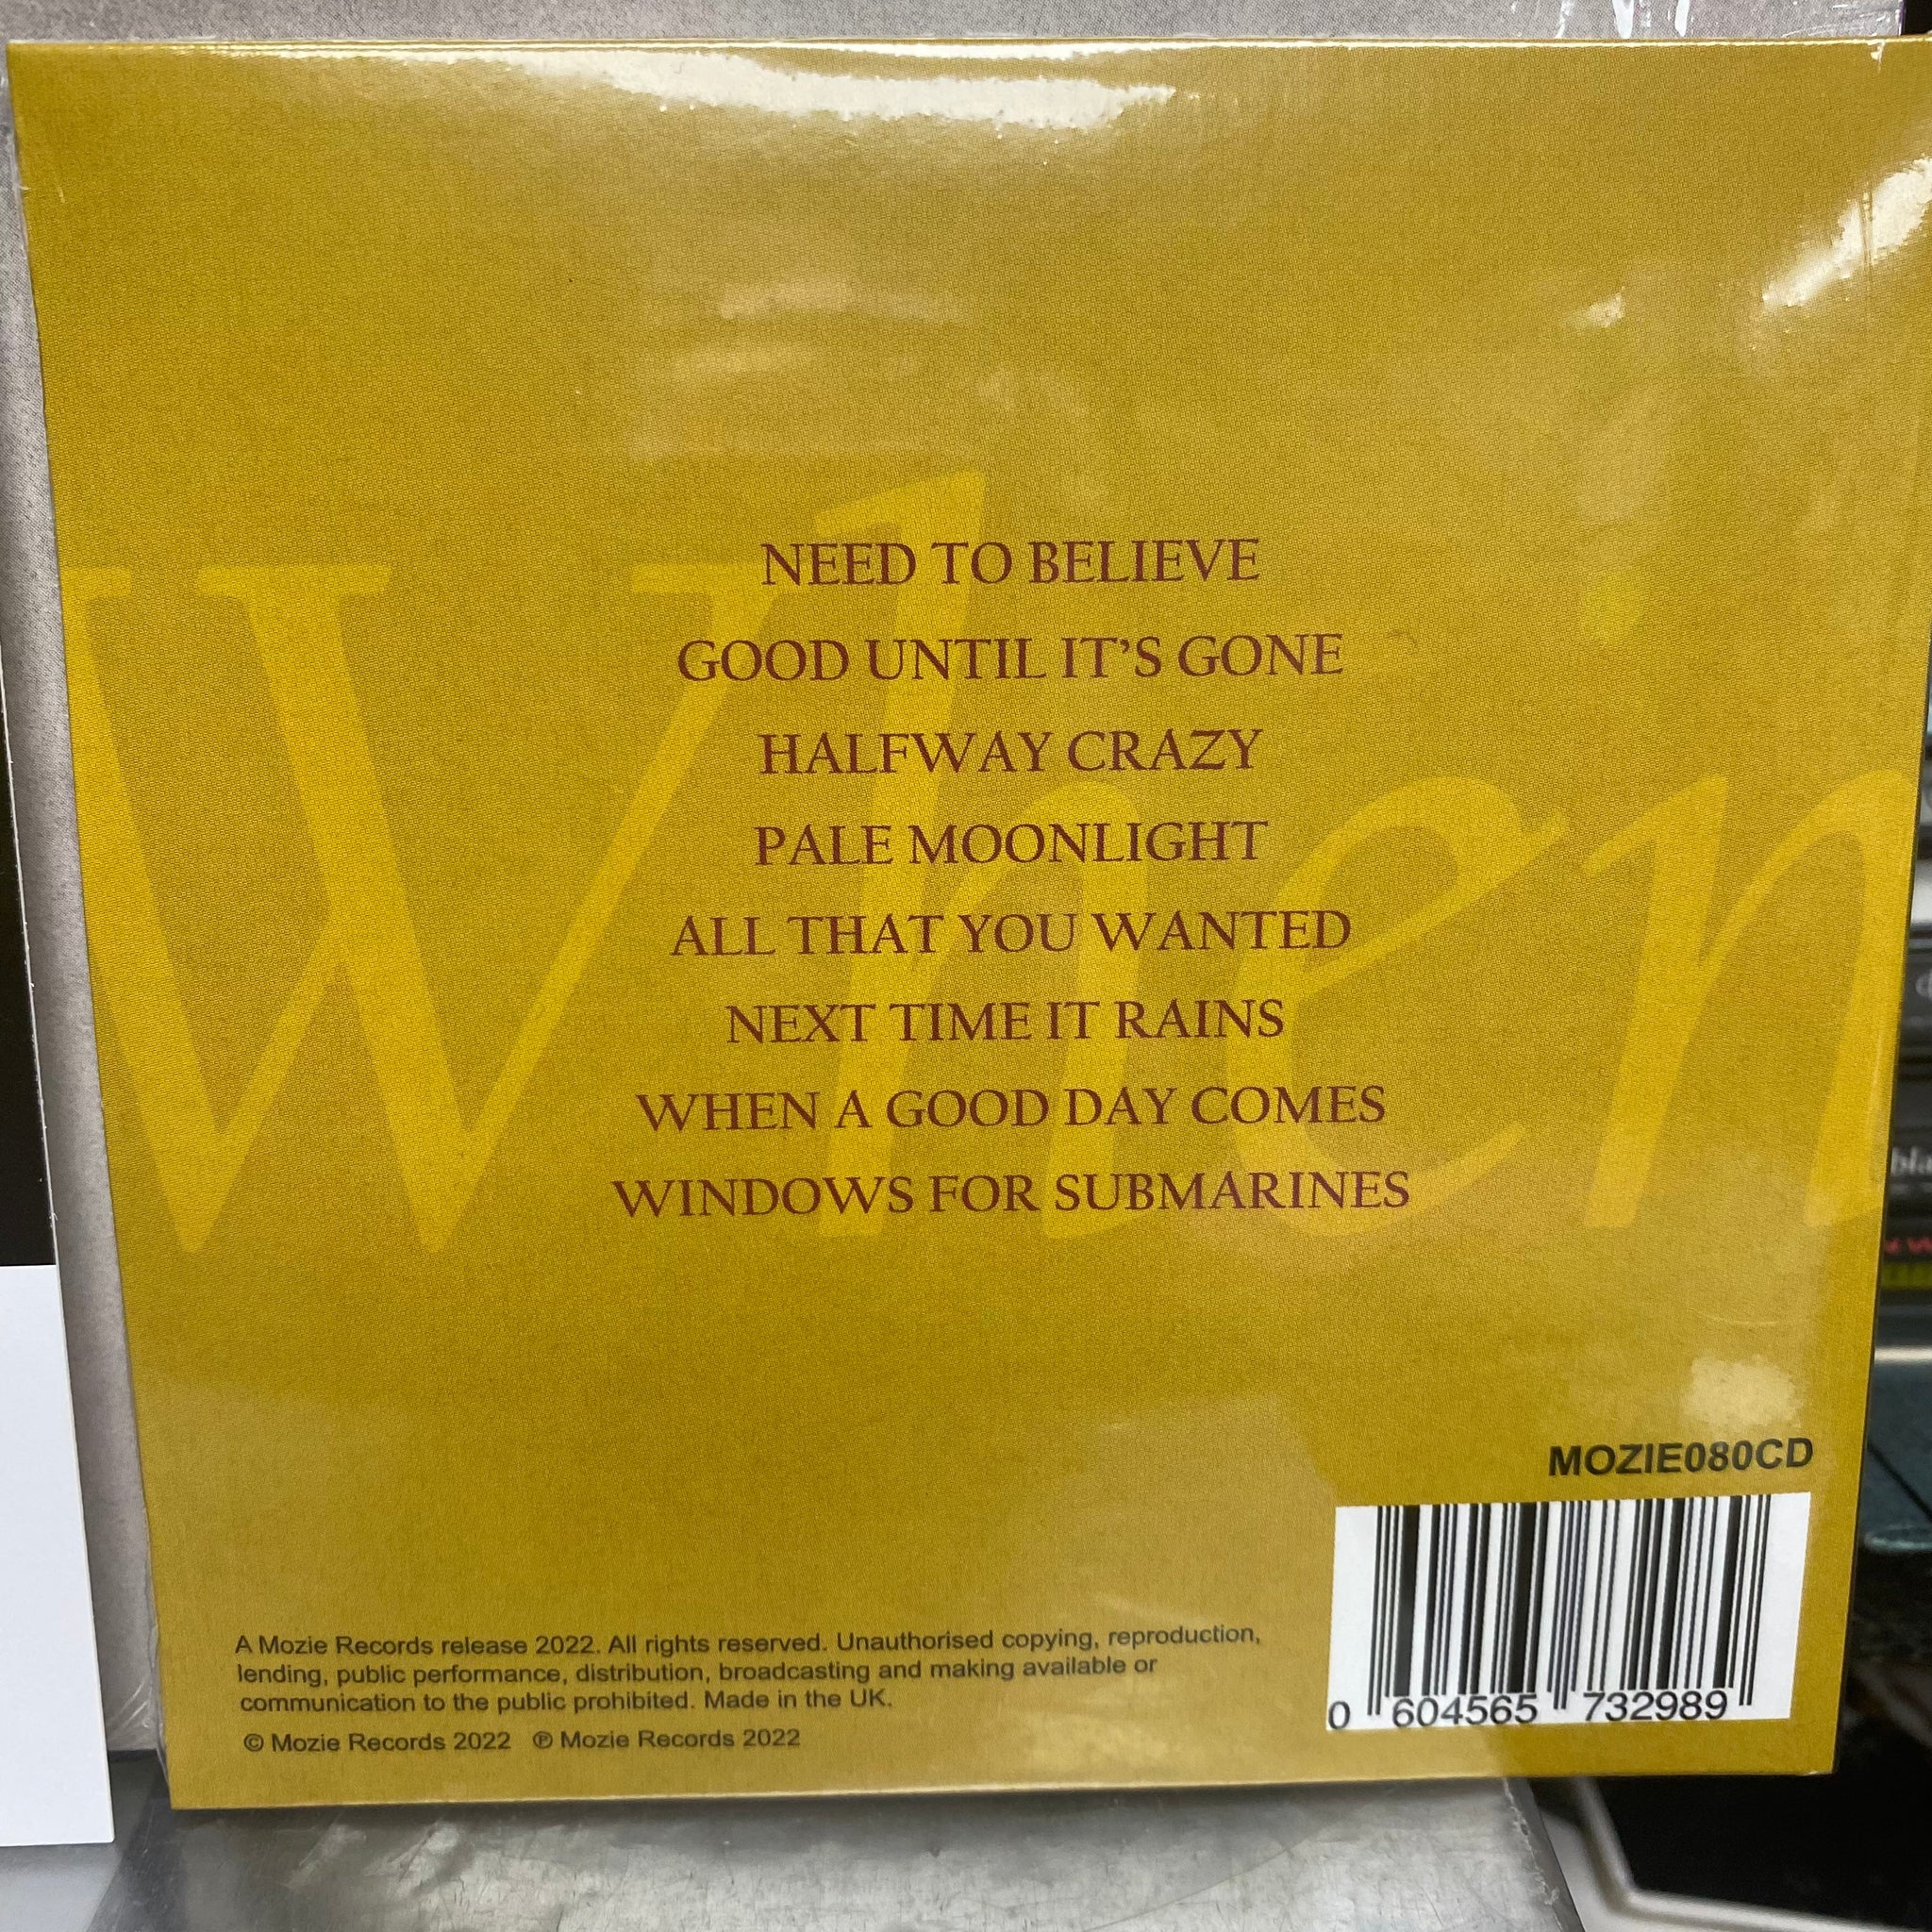 When
NEED TO BELIEVE
GOOD UNTIL IT'S GONE
HALFWAY CRAZY
PALE MOONLIGHT
ALL THAT YOU WANTED
NEXT TIME IT RAINS
WHEN A GOOD DAY COMES
WINDOWS FOR SUBMARINES
MOZIE080CD
0 604565 732989
A Mozie Records release 2022. All rights reserved. Unauthorised copying, reproduction,
lending, public performance, distribution, broadcasting and making available or
communication to the public prohibited. Made in the UK.
© Mozie Records 2022 ℗ Mozie Records 2022